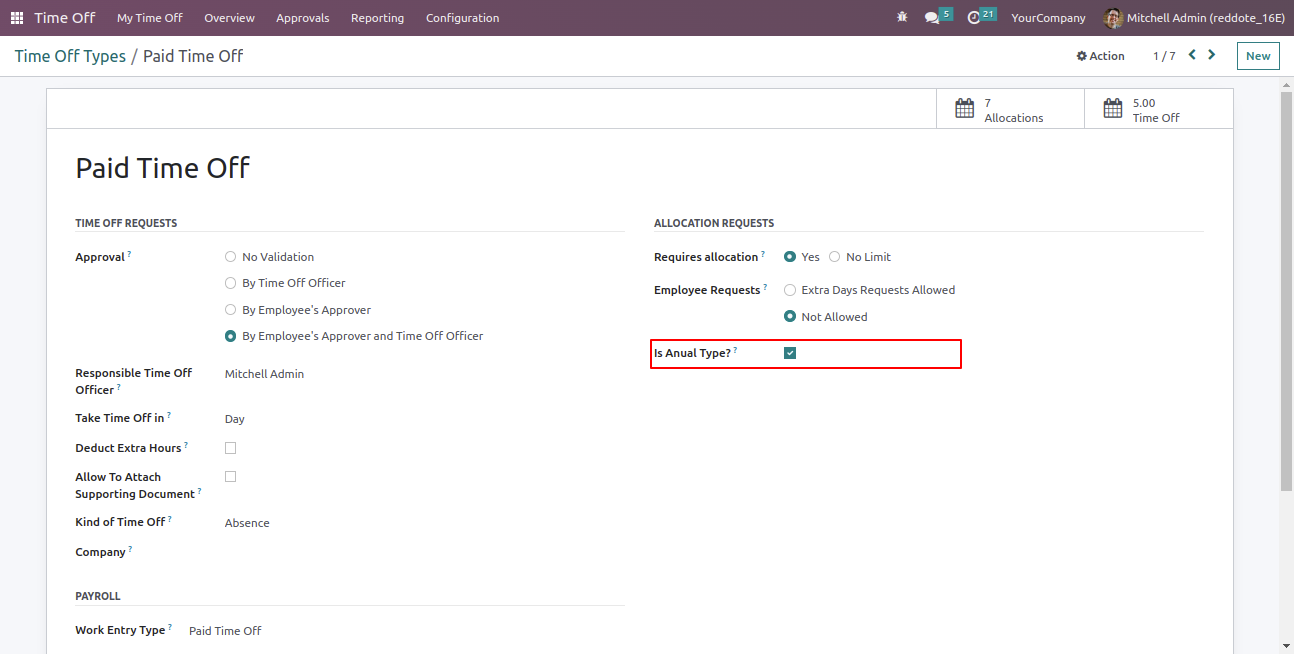 Time Off My Time Off Overview Approvals Reporting Configuration 5 21 YourCompany Mitchell Admin (reddote_16E)
Time Off Types / Paid Time Off Action 1 / 7 New
7
Allocations
5.00
Time Off
Paid Time Off
TIME OFF REQUESTS
Approval ?
No Validation
By Time Off Officer
By Employee's Approver
By Employee's Approver and Time Off Officer
Responsible Time Off
Officer ?
Mitchell Admin
Take Time Off in ? Day
Deduct Extra Hours ?
Allow To Attach
Supporting Document ?
Kind of Time Off ? Absence
Company ?
PAYROLL
Work Entry Type ? Paid Time Off
ALLOCATION REQUESTS
Requires allocation ? Yes No Limit
Employee Requests ? Extra Days Requests Allowed
Not Allowed
Is Anual Type? ?